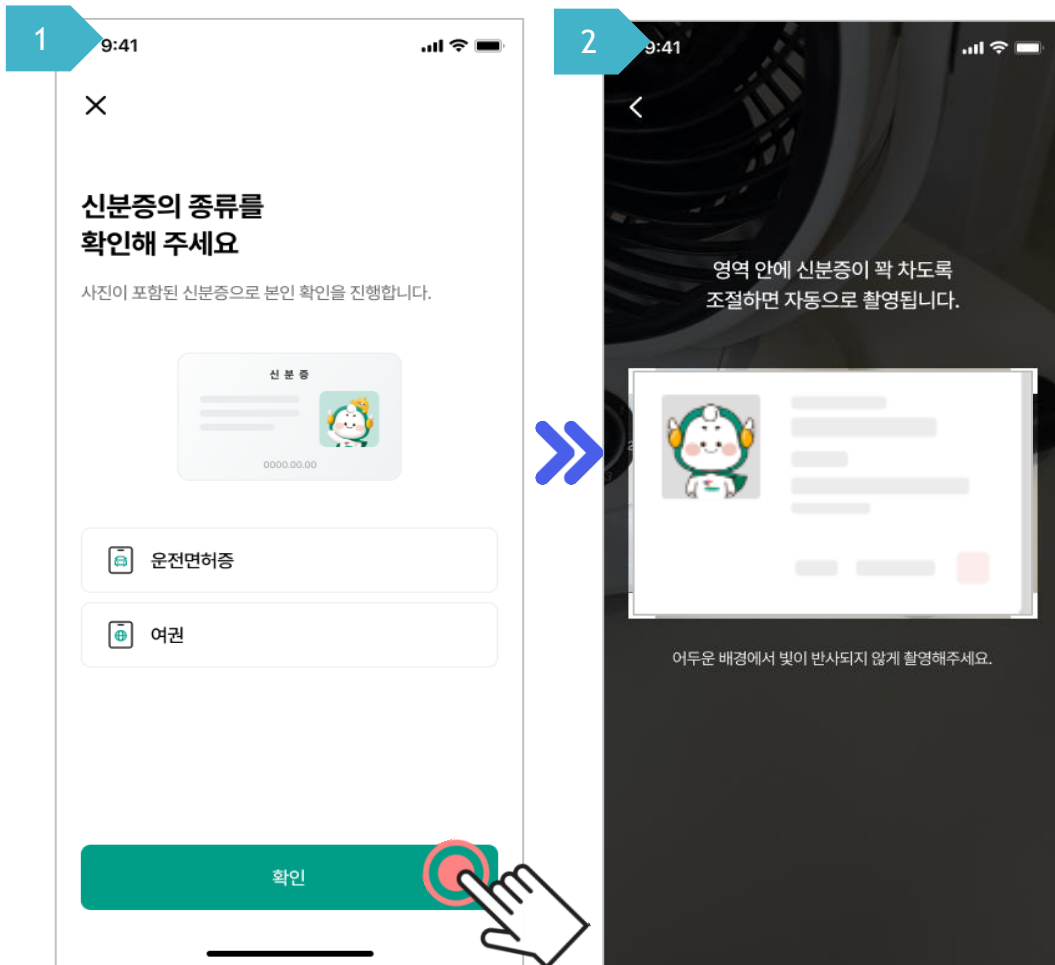 1
9:41
신분증의 종류를
확인해 주세요
사진이 포함된 신분증으로 본인 확인을 진행합니다.
신 분 증
0000.00.00
운전면허증
여권
확인
2
9:41
영역 안에 신분증이 꽉 차도록
조절하면 자동으로 촬영됩니다.
어두운 배경에서 빛이 반사되지 않게 촬영해주세요.